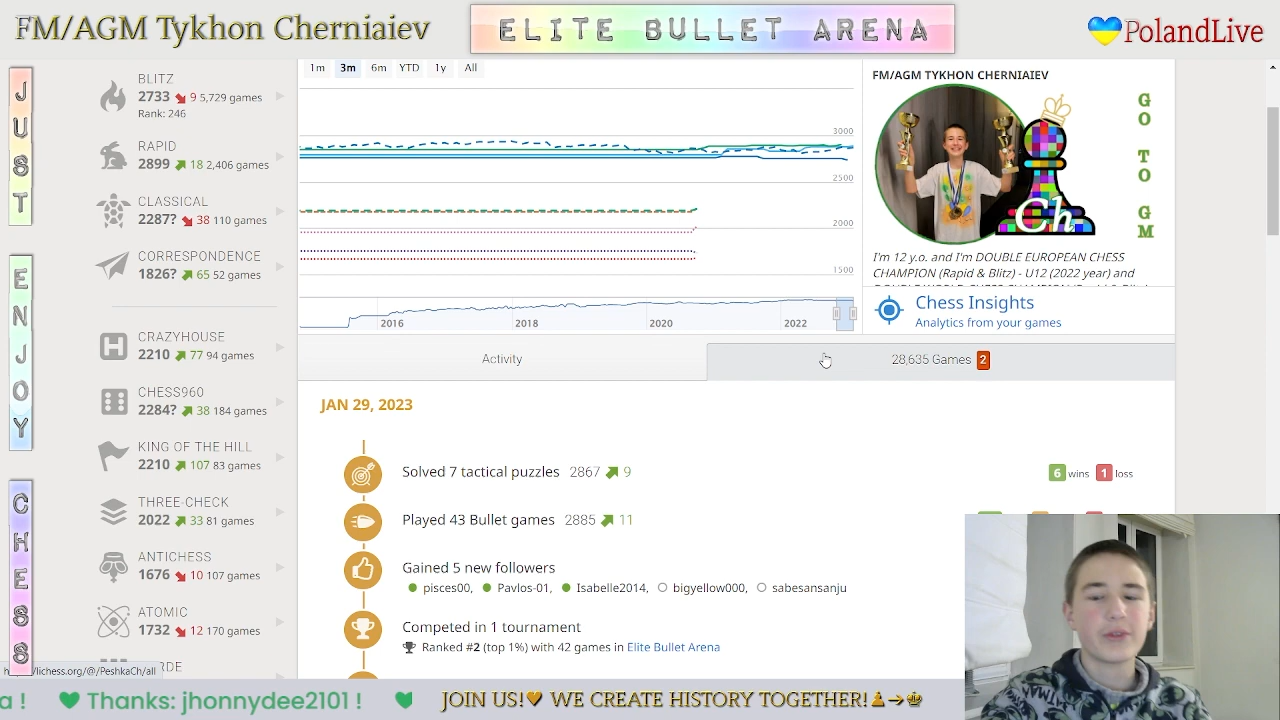 FM/AGM Tykhon Cherniaiev
ELITE BULLET ARENA
PolandLive
JUST
ENJOY
CHESS
BLITZ
2733 9 5,729 games
Rank: 246
RAPID
2899 18 2,406 games
CLASSICAL
2287? 38 110 games
CORRESPONDENCE
1826? 65 52 games
CRAZYHOUSE
2210 77 94 games
CHESS960
2284? 38 184 games
KING OF THE HILL
2210 107 83 games
THREE-CHECK
2022 33 81 games
ANTICHESS
1676 10 107 games
ATOMIC
1732 12 170 games
lichess.org/@/PeshkaCh/all
1m 3m 6m YTD 1y All
3000
2500
2000
1500
2016 2018 2020 2022
FM/AGM TYKHON CHERNIAIEV
GO TO GM
Ch
I'm 12 y.o. and I'm DOUBLE EUROPEAN CHESS
CHAMPION (Rapid & Blitz) - U12 (2022 year) and
Chess Insights
Analytics from your games
Activity
28,635 Games 2
JAN 29, 2023
Solved 7 tactical puzzles 2867 9
6 wins 1 loss
Played 43 Bullet games 2885 11
Gained 5 new followers
pisces00, Pavlos-01, Isabelle2014, bigyellow000, sabesansanju
Competed in 1 tournament
Ranked #2 (top 1%) with 42 games in Elite Bullet Arena
a ! Thanks: jhonnydee2101 !
JOIN US! WE CREATE HISTORY TOGETHER!